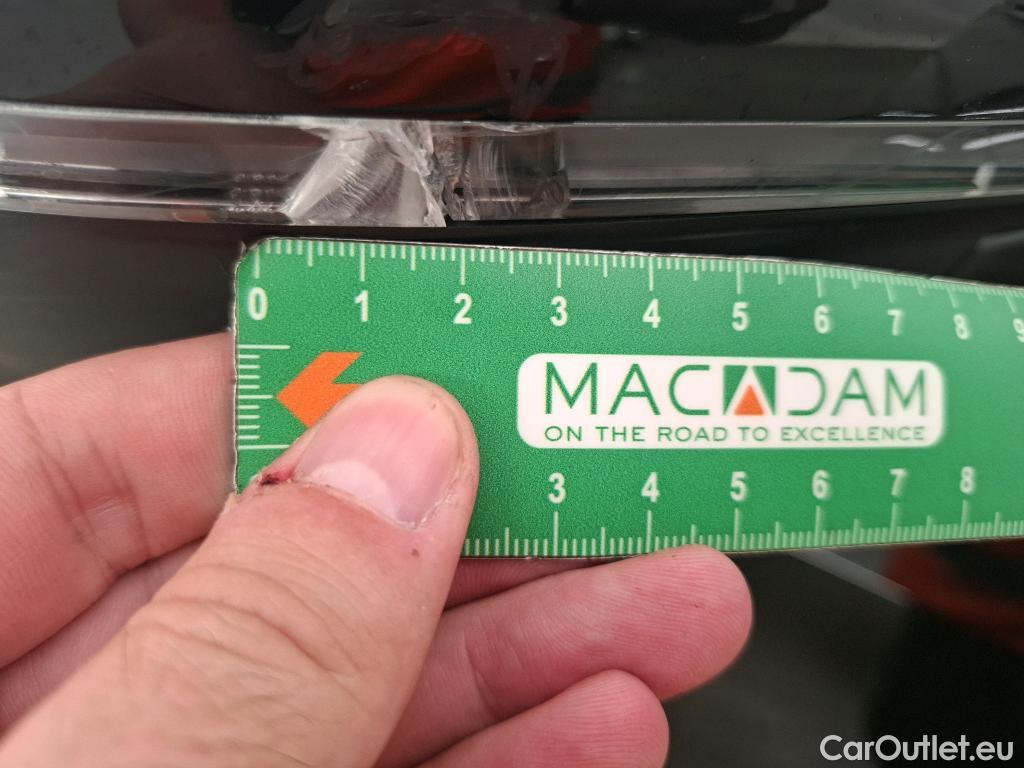 0 1 2 3 4 5 6 7 8 9
MACADAM
ON THE ROAD TO EXCELLENCE
3 4 5 6 7 8
CarOutlet.eu